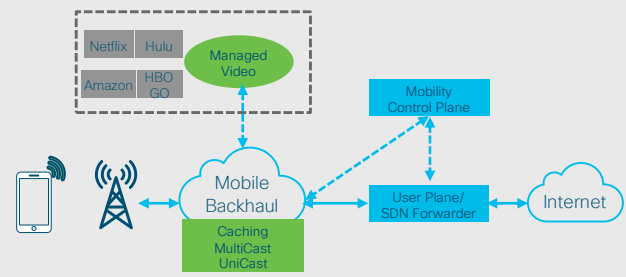 Netflix Hulu
Amazon HBO
GO
Managed
Video
Mobility
Control Plane
Mobile
Backhaul
User Plane/
SDN Forwarder
Internet
Caching
MultiCast
UniCast